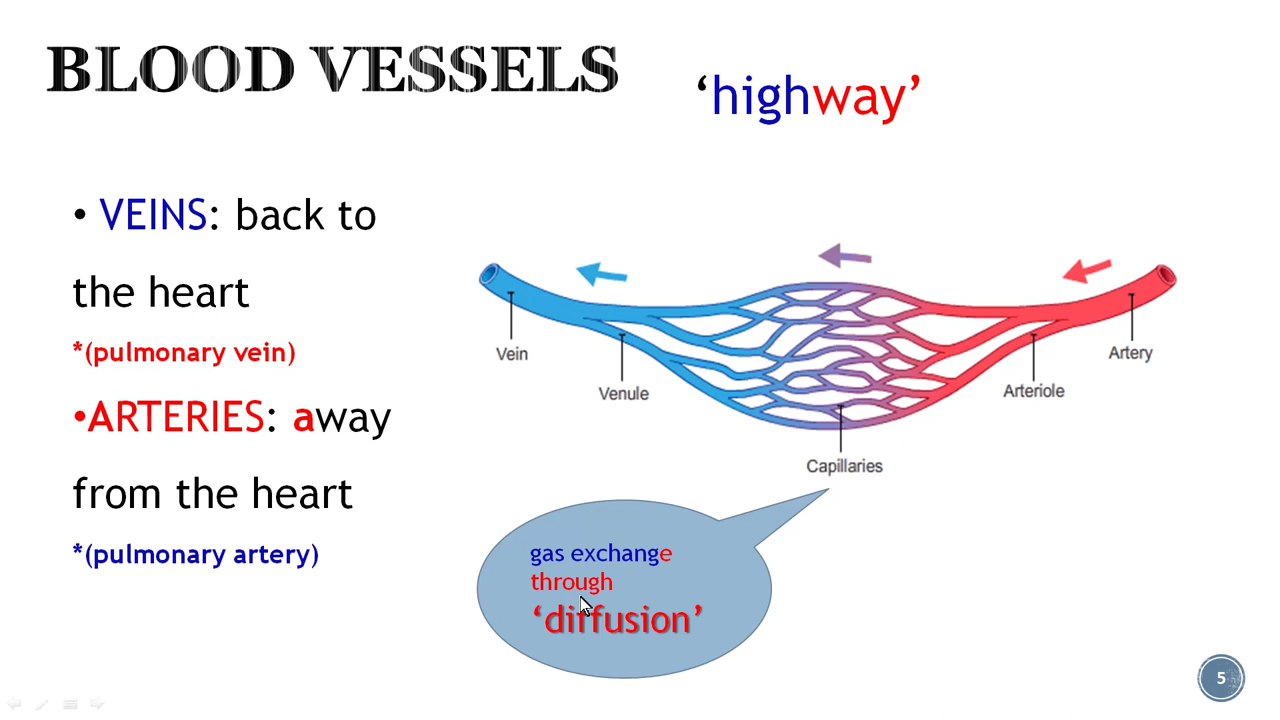 BLOOD VESSELS
‘highway’
• VEINS: back to
the heart
*(pulmonary vein)
•ARTERIES: away
from the heart
*(pulmonary artery)
Vein
Venule
Capillaries
Arteriole
Artery
gas exchange
through
‘diffusion’
5